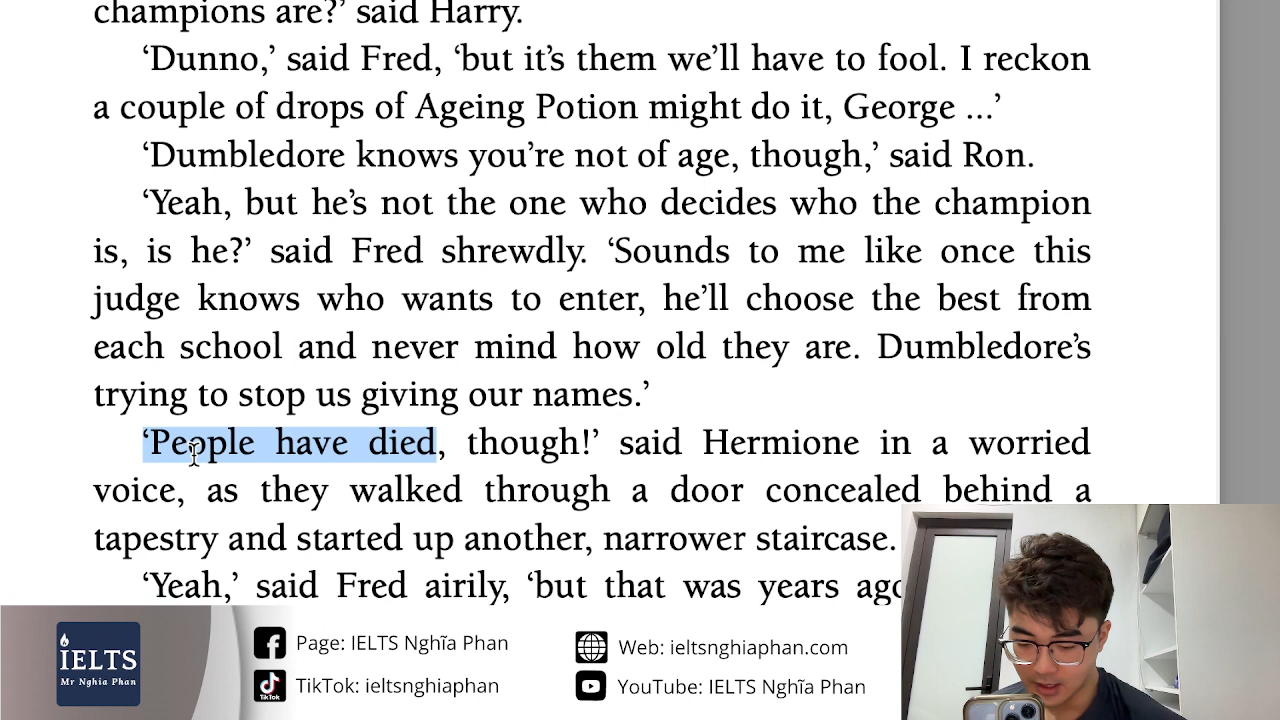 champions are?’ said Harry.
‘Dunno,’ said Fred, ‘but it’s them we’ll have to fool. I reckon
a couple of drops of Ageing Potion might do it, George ...’
‘Dumbledore knows you’re not of age, though,’ said Ron.
‘Yeah, but he’s not the one who decides who the champion
is, is he?’ said Fred shrewdly. ‘Sounds to me like once this
judge knows who wants to enter, he’ll choose the best from
each school and never mind how old they are. Dumbledore’s
trying to stop us giving our names.’
‘People have died, though!’ said Hermione in a worried
voice, as they walked through a door concealed behind a
tapestry and started up another, narrower staircase.
‘Yeah,’ said Fred airily, ‘but that was years
IELTS
Mr Nghia Phan
Page: IELTS Nghĩa Phan
TikTok
TikTok: ieltsnghiaphan
Web: ieltsnghiaphan.com
YouTube: IELTS Nghĩa Phan